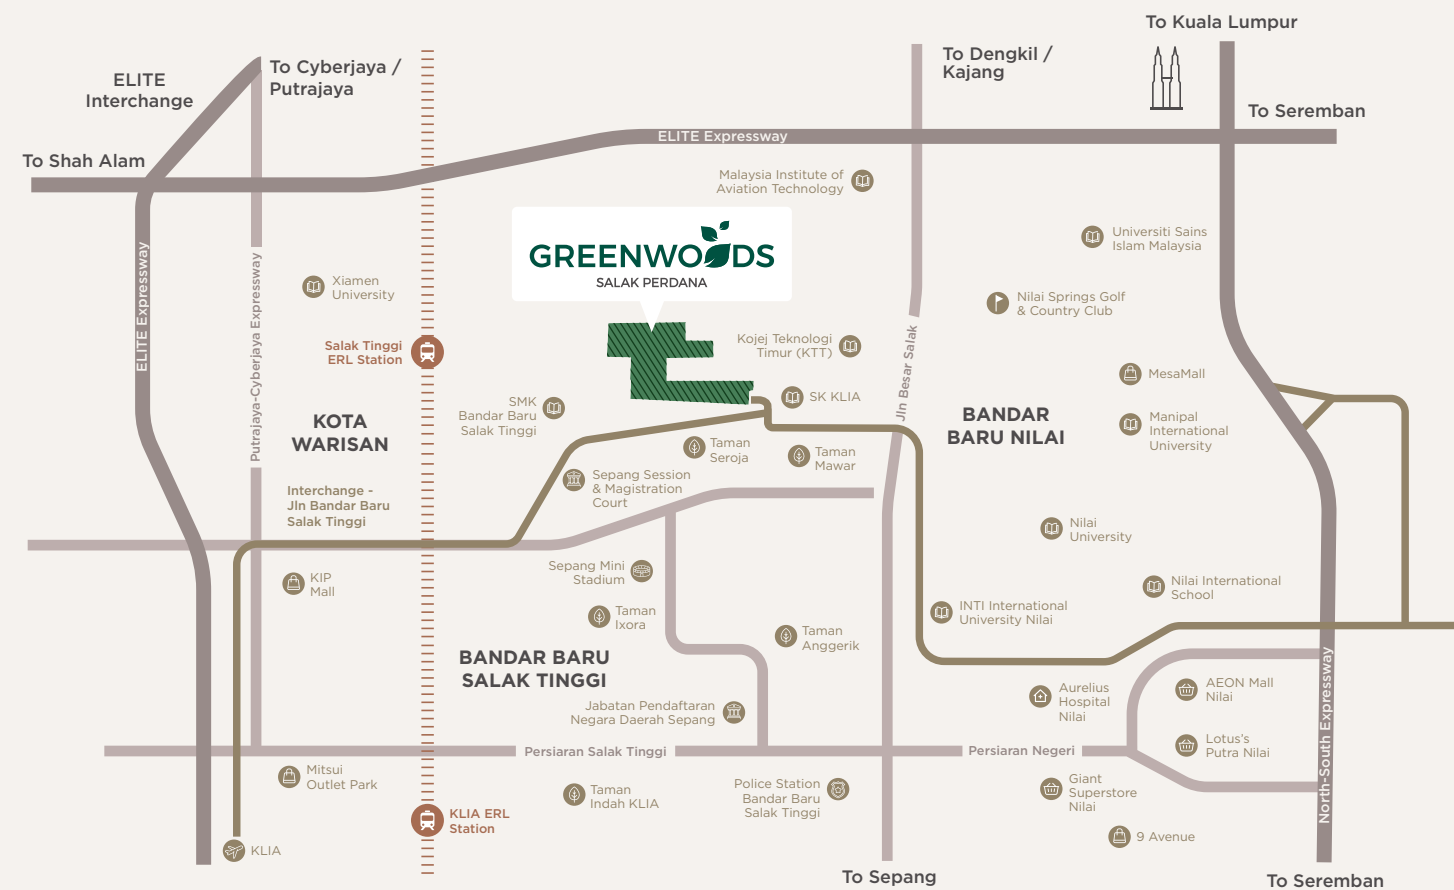 To Kuala Lumpur
To Cyberjaya /
Putrajaya
To Dengkil /
Kajang
ELITE
Interchange
To Seremban
ELITE Expressway
To Shah Alam
Malaysia Institute of
Aviation Technology
Universiti Sains
Islam Malaysia
GREENWOODS
SALAK PERDANA
Xiamen
University
Nilai Springs Golf
& Country Club
ELITE Expressway
Putrajaya-Cyberjaya Expressway
Salak Tinggi
ERL Station
Kojej Teknologi
Timur (KTT)
Jln Besar Salak
MesaMall
SK KLIA
SMK
Bandar Baru
Salak Tinggi
KOTA
WARISAN
BANDAR
BARU NILAI
Manipal
International
University
Taman
Seroja
Taman
Mawar
Sepang Session
& Magistration
Court
Interchange -
Jln Bandar Baru
Salak Tinggi
Nilai
University
KIP
Mall
Sepang Mini
Stadium
Nilai International
School
Taman
Ixora
INTI International
University Nilai
Taman
Anggerik
BANDAR BARU
SALAK TINGGI
Aurelius
Hospital
Nilai
AEON Mall
Nilai
Jabatan Pendaftaran
Negara Daerah Sepang
North-South Expressway
Lotus's
Putra Nilai
Persiaran Salak Tinggi
Persiaran Negeri
Mitsui
Outlet Park
Taman
Indah KLIA
Police Station
Bandar Baru
Salak Tinggi
Giant
Superstore
Nilai
KLIA ERL
Station
9 Avenue
KLIA
To Sepang
To Seremban